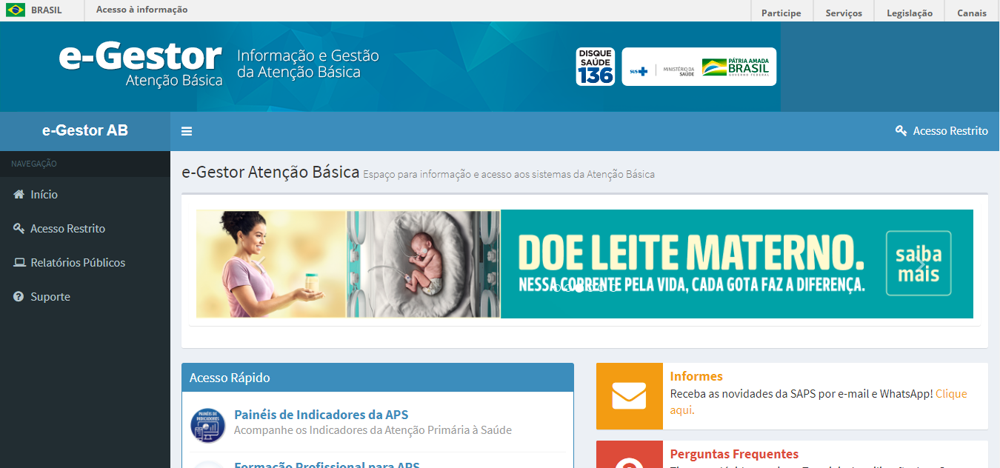 BRASIL
Acesso à informação
Participe
Serviços
Legislação
Canais
e-Gestor
Atenção Básica
Informação e Gestão
da Atenção Básica
DISQUE
SAÚDE
136
SUS
MINISTÉRIO DA
SAÚDE
PÁTRIA AMADA
BRASIL
GOVERNO FEDERAL
e-Gestor AB
Acesso Restrito
NAVEGAÇÃO
Início
Acesso Restrito
Relatórios Públicos
Suporte
e-Gestor Atenção Básica Espaço para informação e acesso aos sistemas da Atenção Básica
DOE LEITE MATERNO.
NESSA CORRENTE PELA VIDA, CADA GOTA FAZ A DIFERENÇA.
saiba
máis
Acesso Rápido
PAINÉIS DE
INDICADORES
Painéis de Indicadores da APS
Acompanhe os Indicadores da Atenção Primária à Saúde
Formação Profissional para APS
Informes
Receba as novidades da SAPS por e-mail e WhatsApp! Clique
aqui.
Perguntas Frequentes